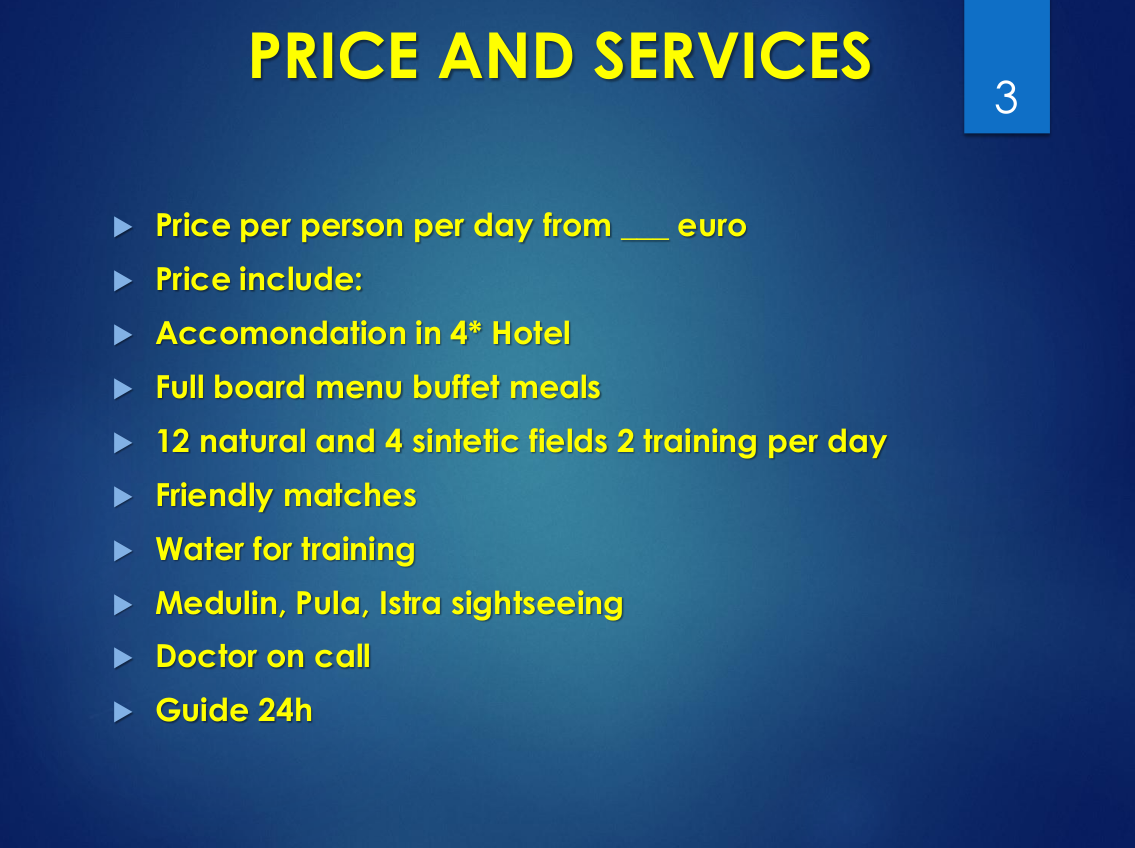 PRICE AND SERVICES
3
Price per person per day from ___ euro
Price include:
Accomondation in 4* Hotel
Full board menu buffet meals
12 natural and 4 sintetic fields 2 training per day
Friendly matches
Water for training
Medulin, Pula, Istra sightseeing
Doctor on call
Guide 24h